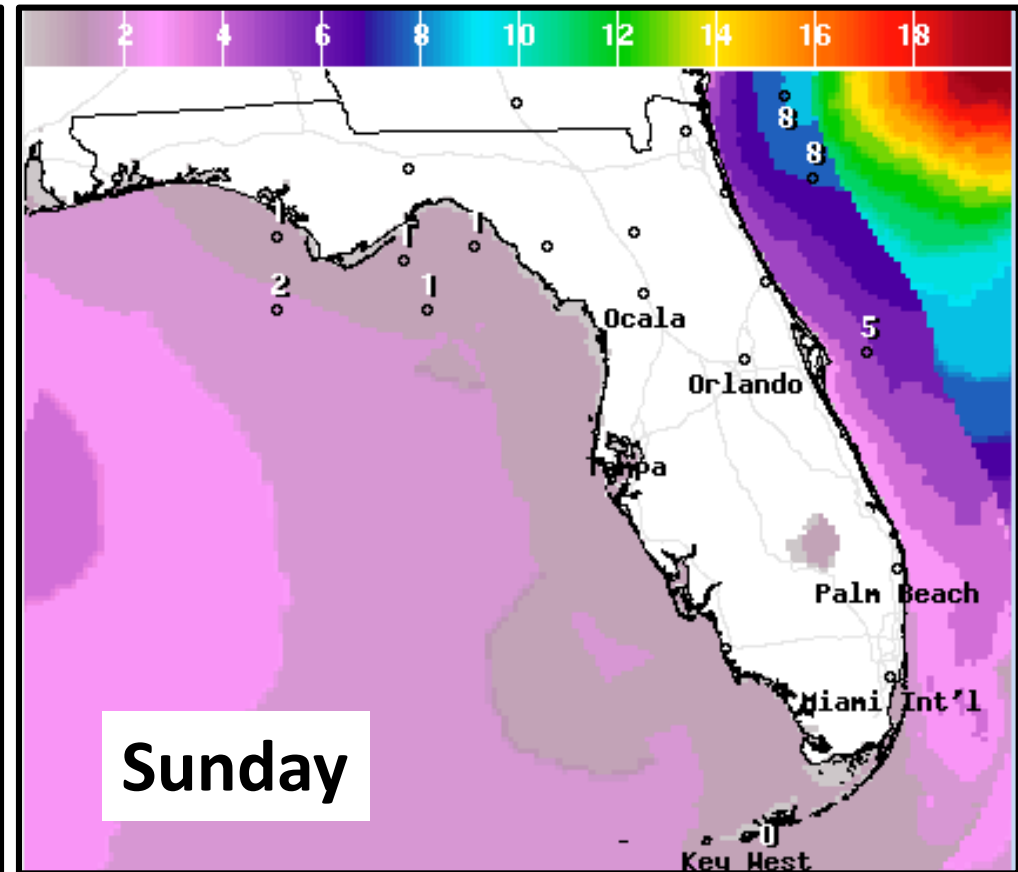 2 4 6 8 10 12 14 16 18
8
8
1 1 1
2 1
Ocala
5
Orlando
Tampa
Palm Beach
Miami Int'l
Sunday
0
Key West